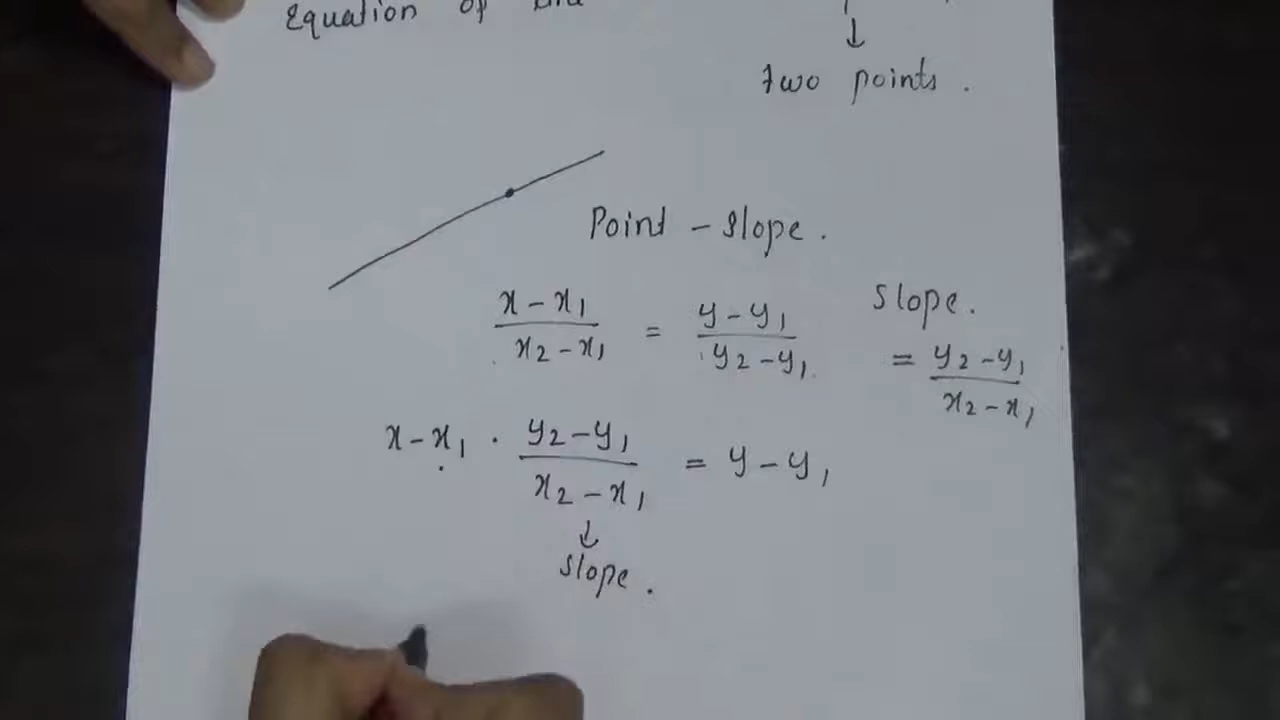 Equation of
↓
two points .
Point - slope .
x - x₁ / x₂ - x₁ = y - y₁ / y₂ - y₁
slope .
= y₂ - y₁ / x₂ - x₁
x - x₁ . y₂ - y₁ / x₂ - x₁ = y - y₁
↓
slope .